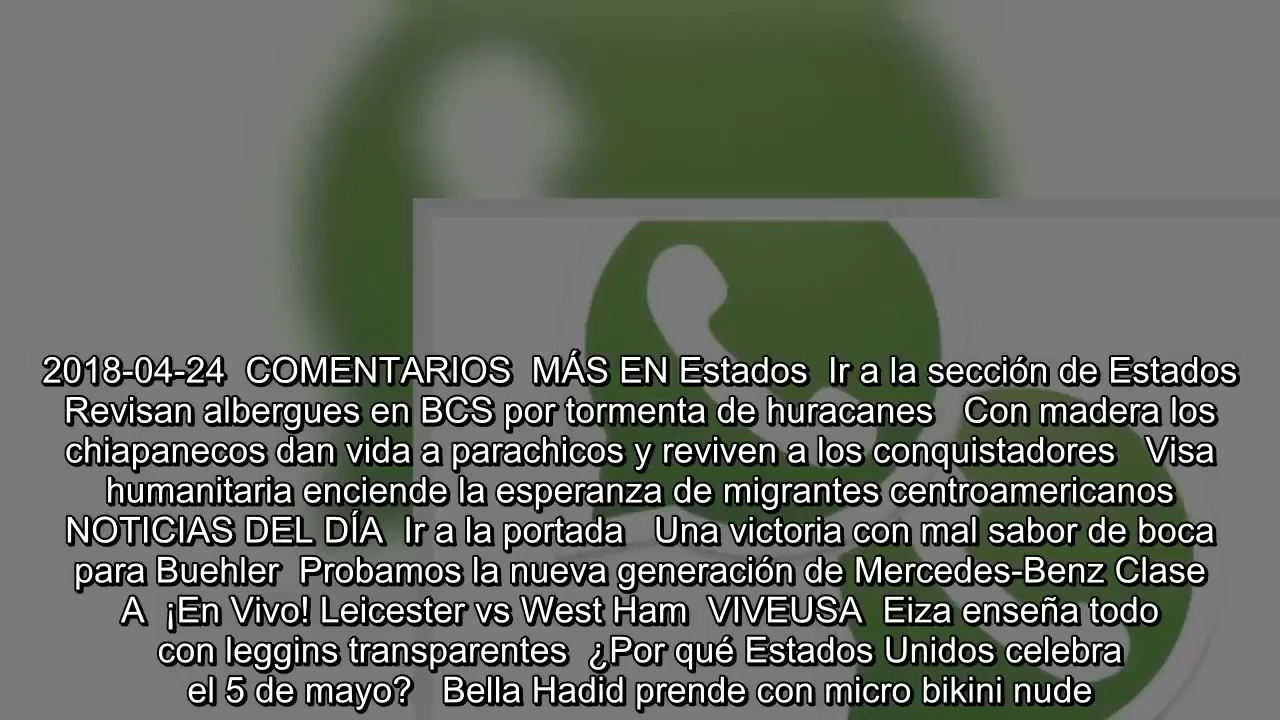 2018-04-24 COMENTARIOS MÁS EN Estados Ir a la sección de Estados
Revisan albergues en BCS por tormenta de huracanes Con madera los
chiapanecos dan vida a parachicos y reviven a los conquistadores Visa
humanitaria enciende la esperanza de migrantes centroamericanos
NOTICIAS DEL DÍA Ir a la portada Una victoria con mal sabor de boca
para Buehler Probamos la nueva generación de Mercedes-Benz Clase
A ¡En Vivo! Leicester vs West Ham VIVEUSA Eiza enseña todo
con leggins transparentes ¿Por qué Estados Unidos celebra
el 5 de mayo? Bella Hadid prende con micro bikini nude